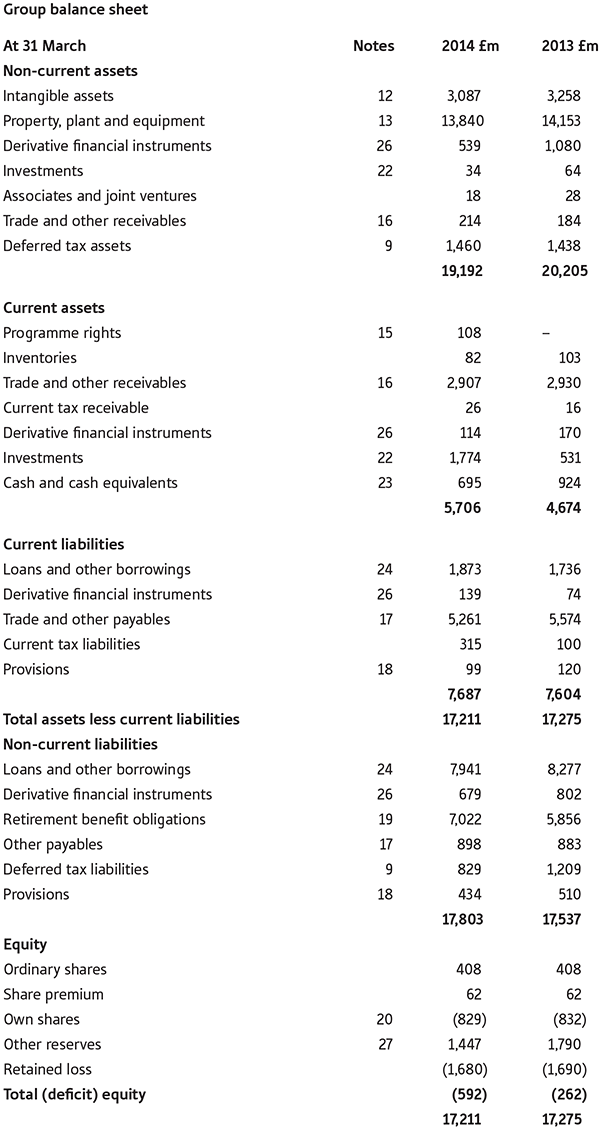 Group balance sheet
At 31 March Notes 2014 £m 2013 £m
Non-current assets
Intangible assets 12 3,087 3,258
Property, plant and equipment 13 13,840 14,153
Derivative financial instruments 26 539 1,080
Investments 22 34 64
Associates and joint ventures 18 28
Trade and other receivables 16 214 184
Deferred tax assets 9 1,460 1,438
19,192 20,205
Current assets
Programme rights 15 108 –
Inventories 82 103
Trade and other receivables 16 2,907 2,930
Current tax receivable 26 16
Derivative financial instruments 26 114 170
Investments 22 1,774 531
Cash and cash equivalents 23 695 924
5,706 4,674
Current liabilities
Loans and other borrowings 24 1,873 1,736
Derivative financial instruments 26 139 74
Trade and other payables 17 5,261 5,574
Current tax liabilities 315 100
Provisions 18 99 120
7,687 7,604
Total assets less current liabilities 17,211 17,275
Non-current liabilities
Loans and other borrowings 24 7,941 8,277
Derivative financial instruments 26 679 802
Retirement benefit obligations 19 7,022 5,856
Other payables 17 898 883
Deferred tax liabilities 9 829 1,209
Provisions 18 434 510
17,803 17,537
Equity
Ordinary shares 408 408
Share premium 62 62
Own shares 20 (829) (832)
Other reserves 27 1,447 1,790
Retained loss (1,680) (1,690)
Total (deficit) equity (592) (262)
17,211 17,275